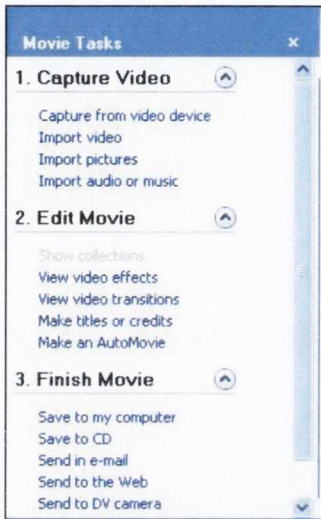 Movie Tasks
1. Capture Video
Capture from video device
Import video
Import pictures
Import audio or music
2. Edit Movie
Show collections
View video effects
View video transitions
Make titles or credits
Make an AutoMovie
3. Finish Movie
Save to my computer
Save to CD
Send in e-mail
Send to the Web
Send to DV camera